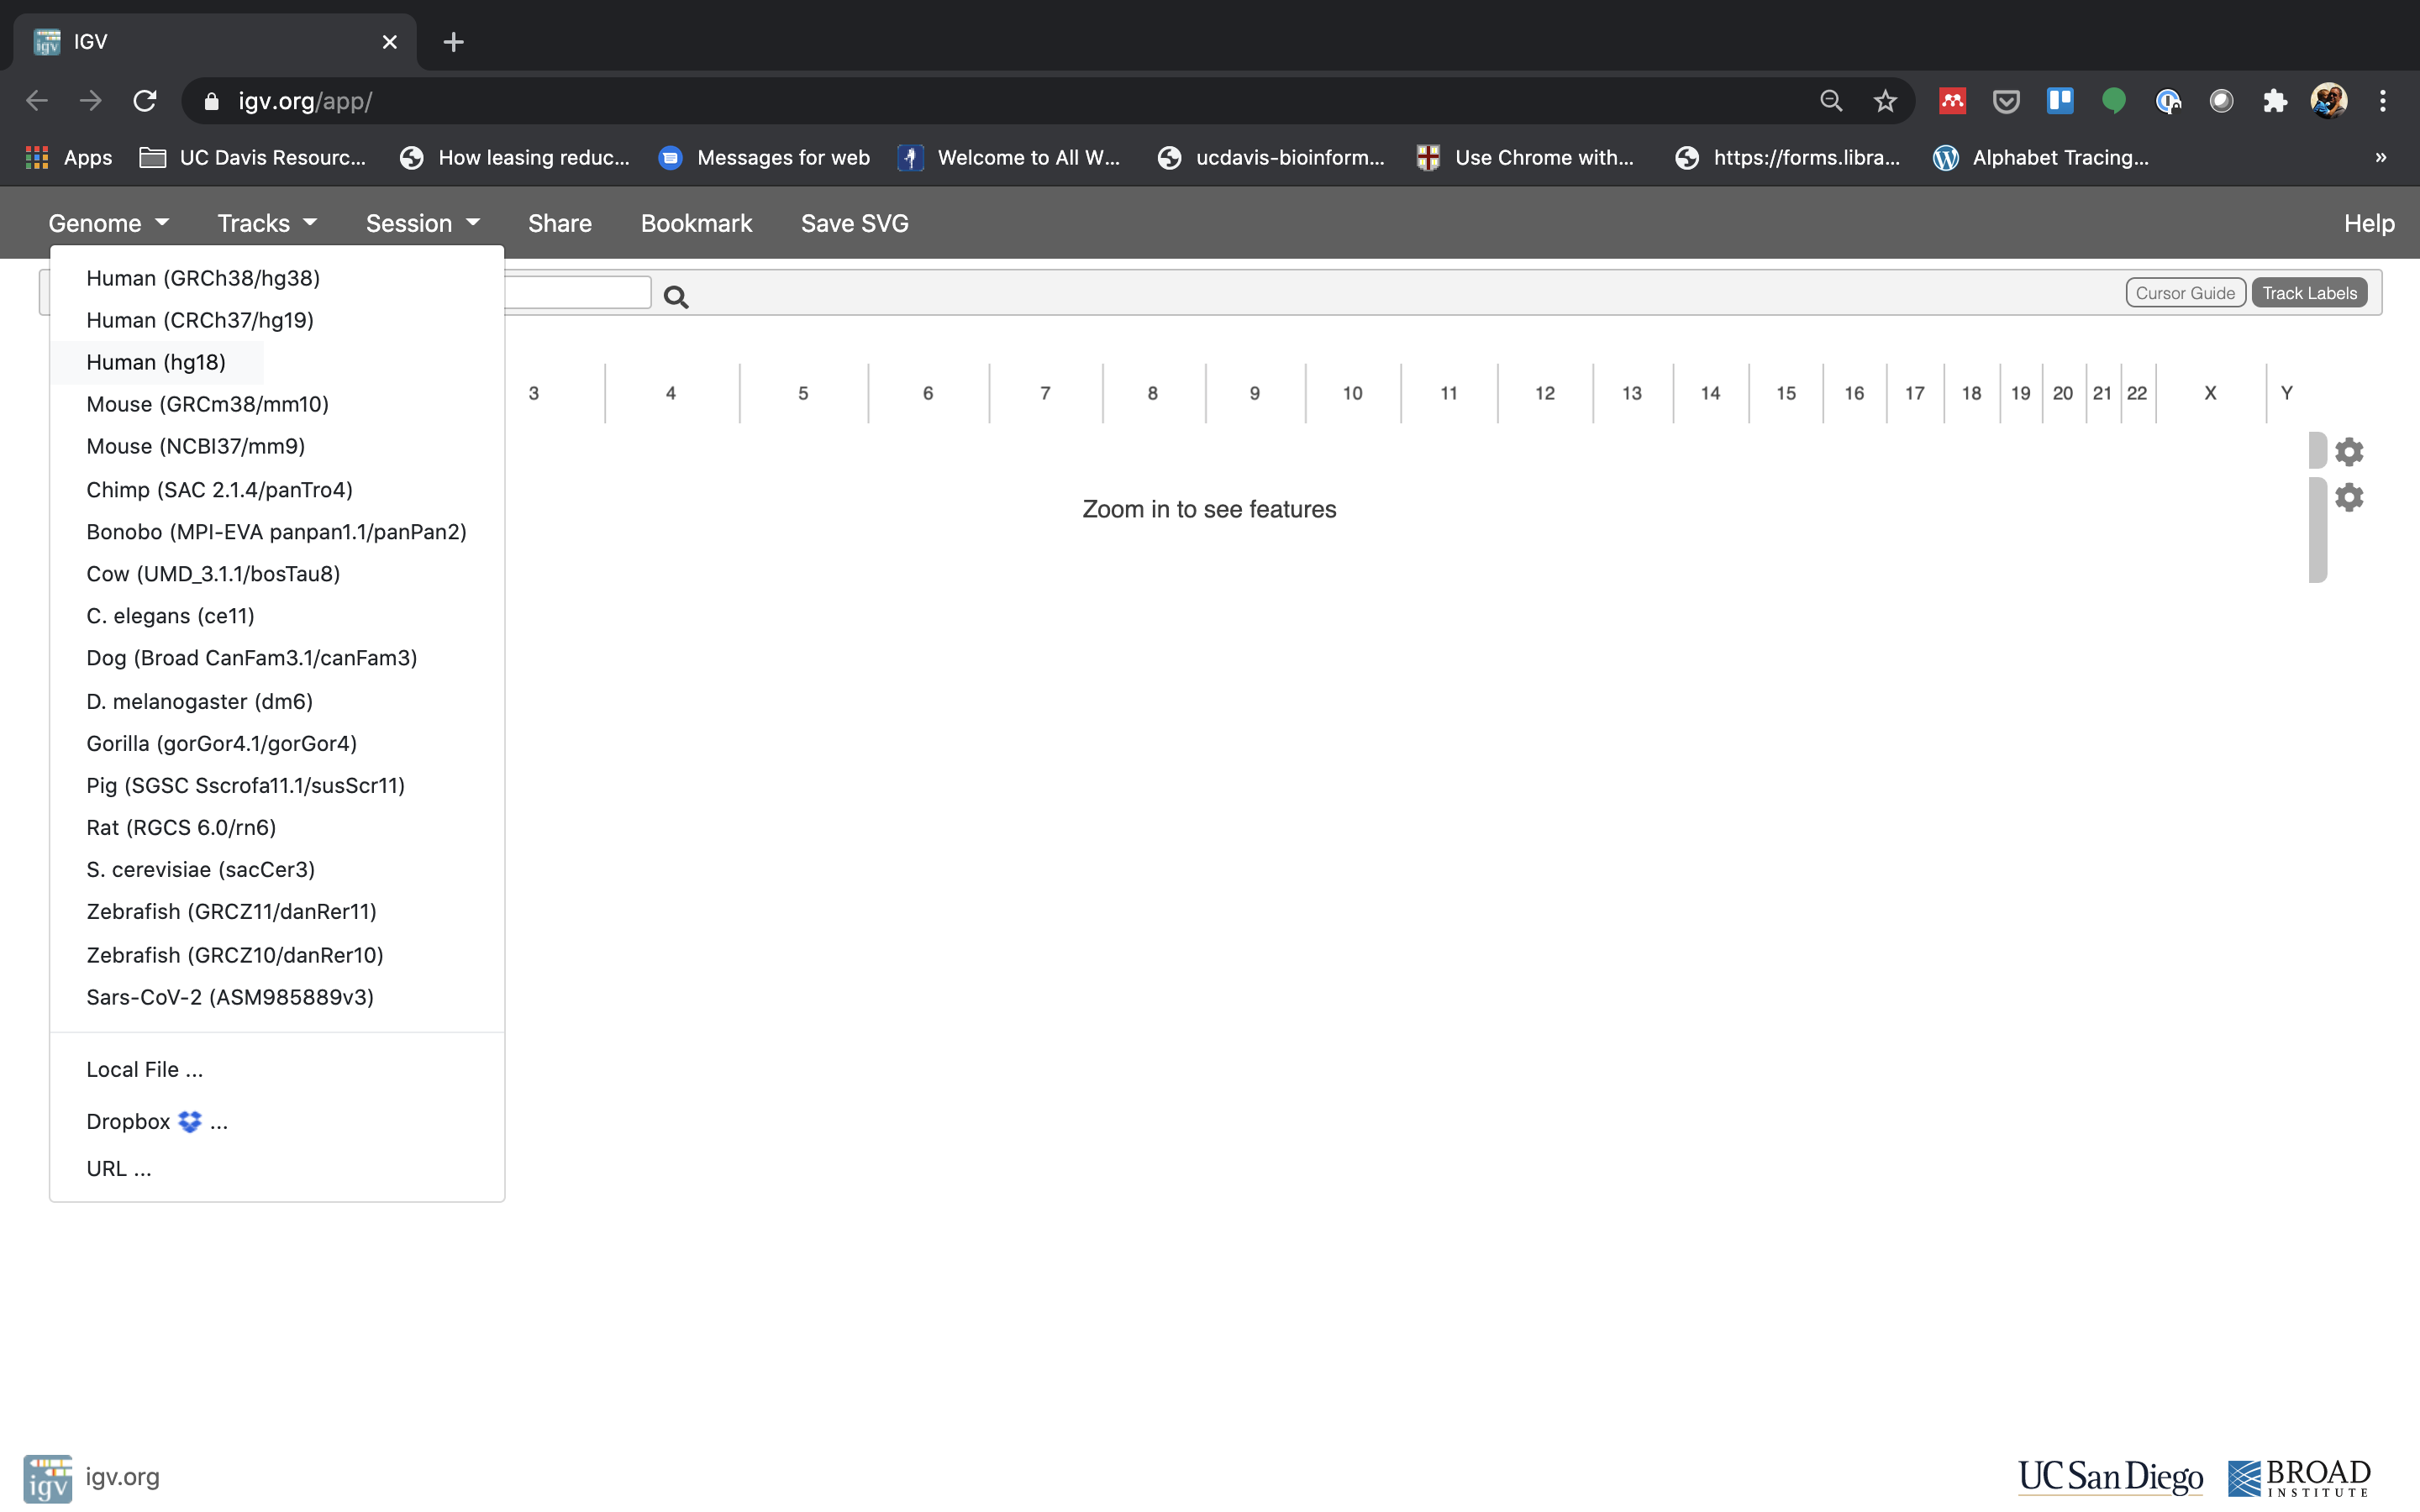 IGV
igv.org/app/
Apps UC Davis Resourc... How leasing reduc... Messages for web Welcome to All W... ucdavis-bioinform... Use Chrome with... https://forms.libra... Alphabet Tracing... »
Genome Tracks Session Share Bookmark Save SVG Help
Cursor Guide Track Labels
Human (GRCh38/hg38)
Human (CRCh37/hg19)
Human (hg18)
Mouse (GRCm38/mm10)
Mouse (NCBI37/mm9)
Chimp (SAC 2.1.4/panTro4)
Bonobo (MPI-EVA panpan1.1/panPan2)
Cow (UMD_3.1.1/bosTau8)
C. elegans (ce11)
Dog (Broad CanFam3.1/canFam3)
D. melanogaster (dm6)
Gorilla (gorGor4.1/gorGor4)
Pig (SGSC Sscrofa11.1/susScr11)
Rat (RGCS 6.0/rn6)
S. cerevisiae (sacCer3)
Zebrafish (GRCZ11/danRer11)
Zebrafish (GRCZ10/danRer10)
Sars-CoV-2 (ASM985889v3)
Local File ...
Dropbox ...
URL ...
3 4 5 6 7 8 9 10 11 12 13 14 15 16 17 18 19 20 21 22 X Y
Zoom in to see features
igv igv.org
UC San Diego
BROAD
INSTITUTE